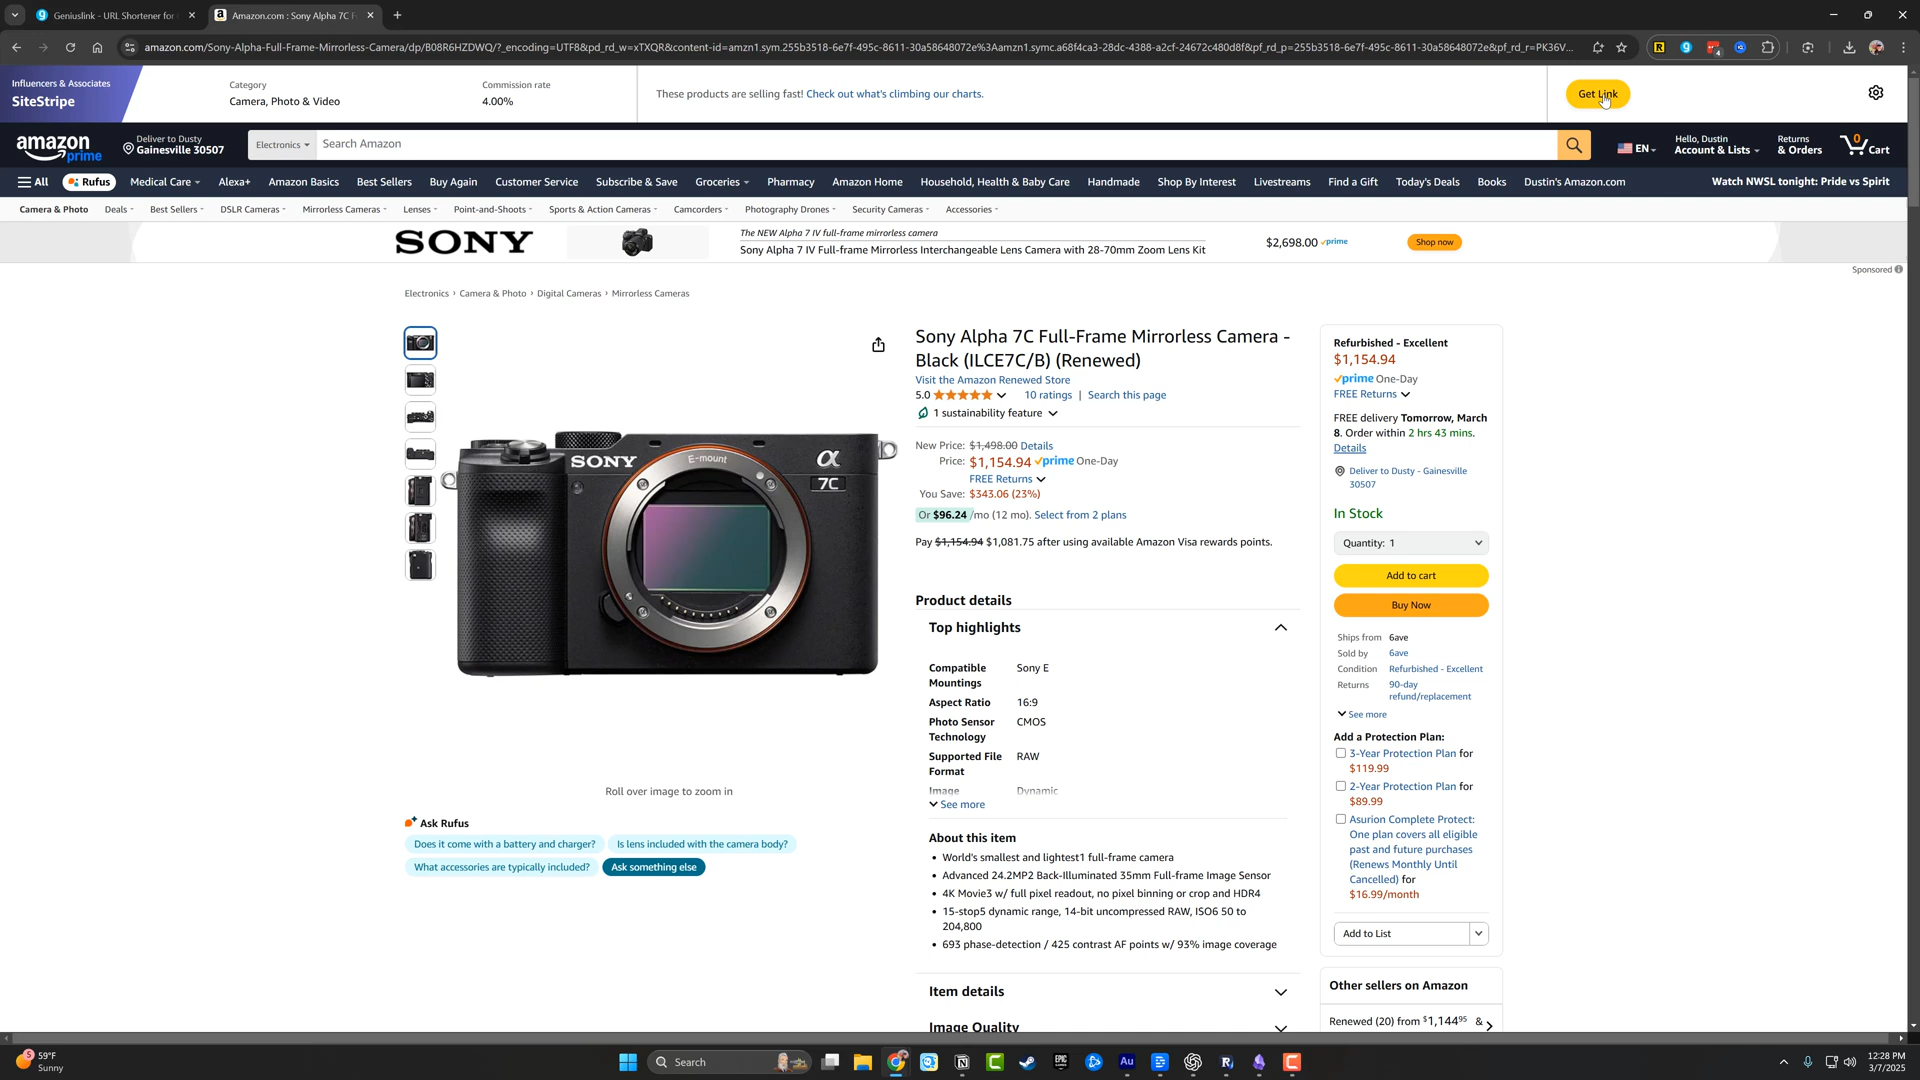 Geniuslink - URL Shortener for
Amazon.com : Sony Alpha 7C F
amazon.com/Sony-Alpha-Full-Frame-Mirrorless-Camera/dp/B08R6HZDWQ/?_encoding=UTF8&pd_rd_w=xTXQR&content-id=amzn1.sym.255b3518-6e7f-495c-8611-30a58648072e%3Aamzn1.symc.a68f4ca3-28dc-4388-a2cf-24672c480d8f&pf_rd_p=255b3518-6e7f-495c-8611-30a58648072e&pf_rd_r=PK36V...
Influencers & Associates
SiteStripe
Category
Camera, Photo & Video
Commission rate
4.00%
These products are selling fast! Check out what's climbing our charts.
Get Link
amazon prime
Deliver to Dusty
Gainesville 30507
Electronics
Search Amazon
EN
Hello, Dustin
Account & Lists
Returns
& Orders
0
Cart
All
Rufus
Medical Care
Alexa+
Amazon Basics
Best Sellers
Buy Again
Customer Service
Subscribe & Save
Groceries
Pharmacy
Amazon Home
Household, Health & Baby Care
Handmade
Shop By Interest
Livestreams
Find a Gift
Today's Deals
Books
Dustin's Amazon.com
Watch NWSL tonight: Pride vs Spirit
Camera & Photo
Deals
Best Sellers
DSLR Cameras
Mirrorless Cameras
Lenses
Point-and-Shoots
Sports & Action Cameras
Camcorders
Photography Drones
Security Cameras
Accessories
SONY
The NEW Alpha 7 IV full-frame mirrorless camera
Sony Alpha 7 IV Full-frame Mirrorless Interchangeable Lens Camera with 28-70mm Zoom Lens Kit
$2,698.00 prime
Shop now
Sponsored
Electronics › Camera & Photo › Digital Cameras › Mirrorless Cameras
SONY
E-mount
α
7C
Roll over image to zoom in
Ask Rufus
Does it come with a battery and charger?
Is lens included with the camera body?
What accessories are typically included?
Ask something else
Sony Alpha 7C Full-Frame Mirrorless Camera -
Black (ILCE7C/B) (Renewed)
Visit the Amazon Renewed Store
5.0
10 ratings | Search this page
1 sustainability feature
New Price: $1,498.00 Details
Price: $1,154.94 prime One-Day
FREE Returns
You Save: $343.06 (23%)
Or $96.24 /mo (12 mo). Select from 2 plans
Pay $1,154.94 $1,081.75 after using available Amazon Visa rewards points.
Product details
Top highlights
Compatible Mountings Sony E
Aspect Ratio 16:9
Photo Sensor Technology CMOS
Supported File Format RAW
Image Dynamic
See more
About this item
• World's smallest and lightest1 full-frame camera
• Advanced 24.2MP2 Back-Illuminated 35mm Full-frame Image Sensor
• 4K Movie3 w/ full pixel readout, no pixel binning or crop and HDR4
• 15-stop5 dynamic range, 14-bit uncompressed RAW, ISO6 50 to
204,800
• 693 phase-detection / 425 contrast AF points w/ 93% image coverage
Item details
Image Quality
Refurbished - Excellent
$1,154.94
prime One-Day
FREE Returns
FREE delivery Tomorrow, March
8. Order within 2 hrs 43 mins.
Details
Deliver to Dusty - Gainesville
30507
In Stock
Quantity: 1
Add to cart
Buy Now
Ships from 6ave
Sold by 6ave
Condition Refurbished - Excellent
Returns 90-day
refund/replacement
See more
Add a Protection Plan:
3-Year Protection Plan for
$119.99
2-Year Protection Plan for
$89.99
Asurion Complete Protect:
One plan covers all eligible
past and future purchases
(Renews Monthly Until
Cancelled) for
$16.99/month
Add to List
Other sellers on Amazon
Renewed (20) from $1,144.95 &
5
59°F
Sunny
Search
12:28 PM
3/7/2025